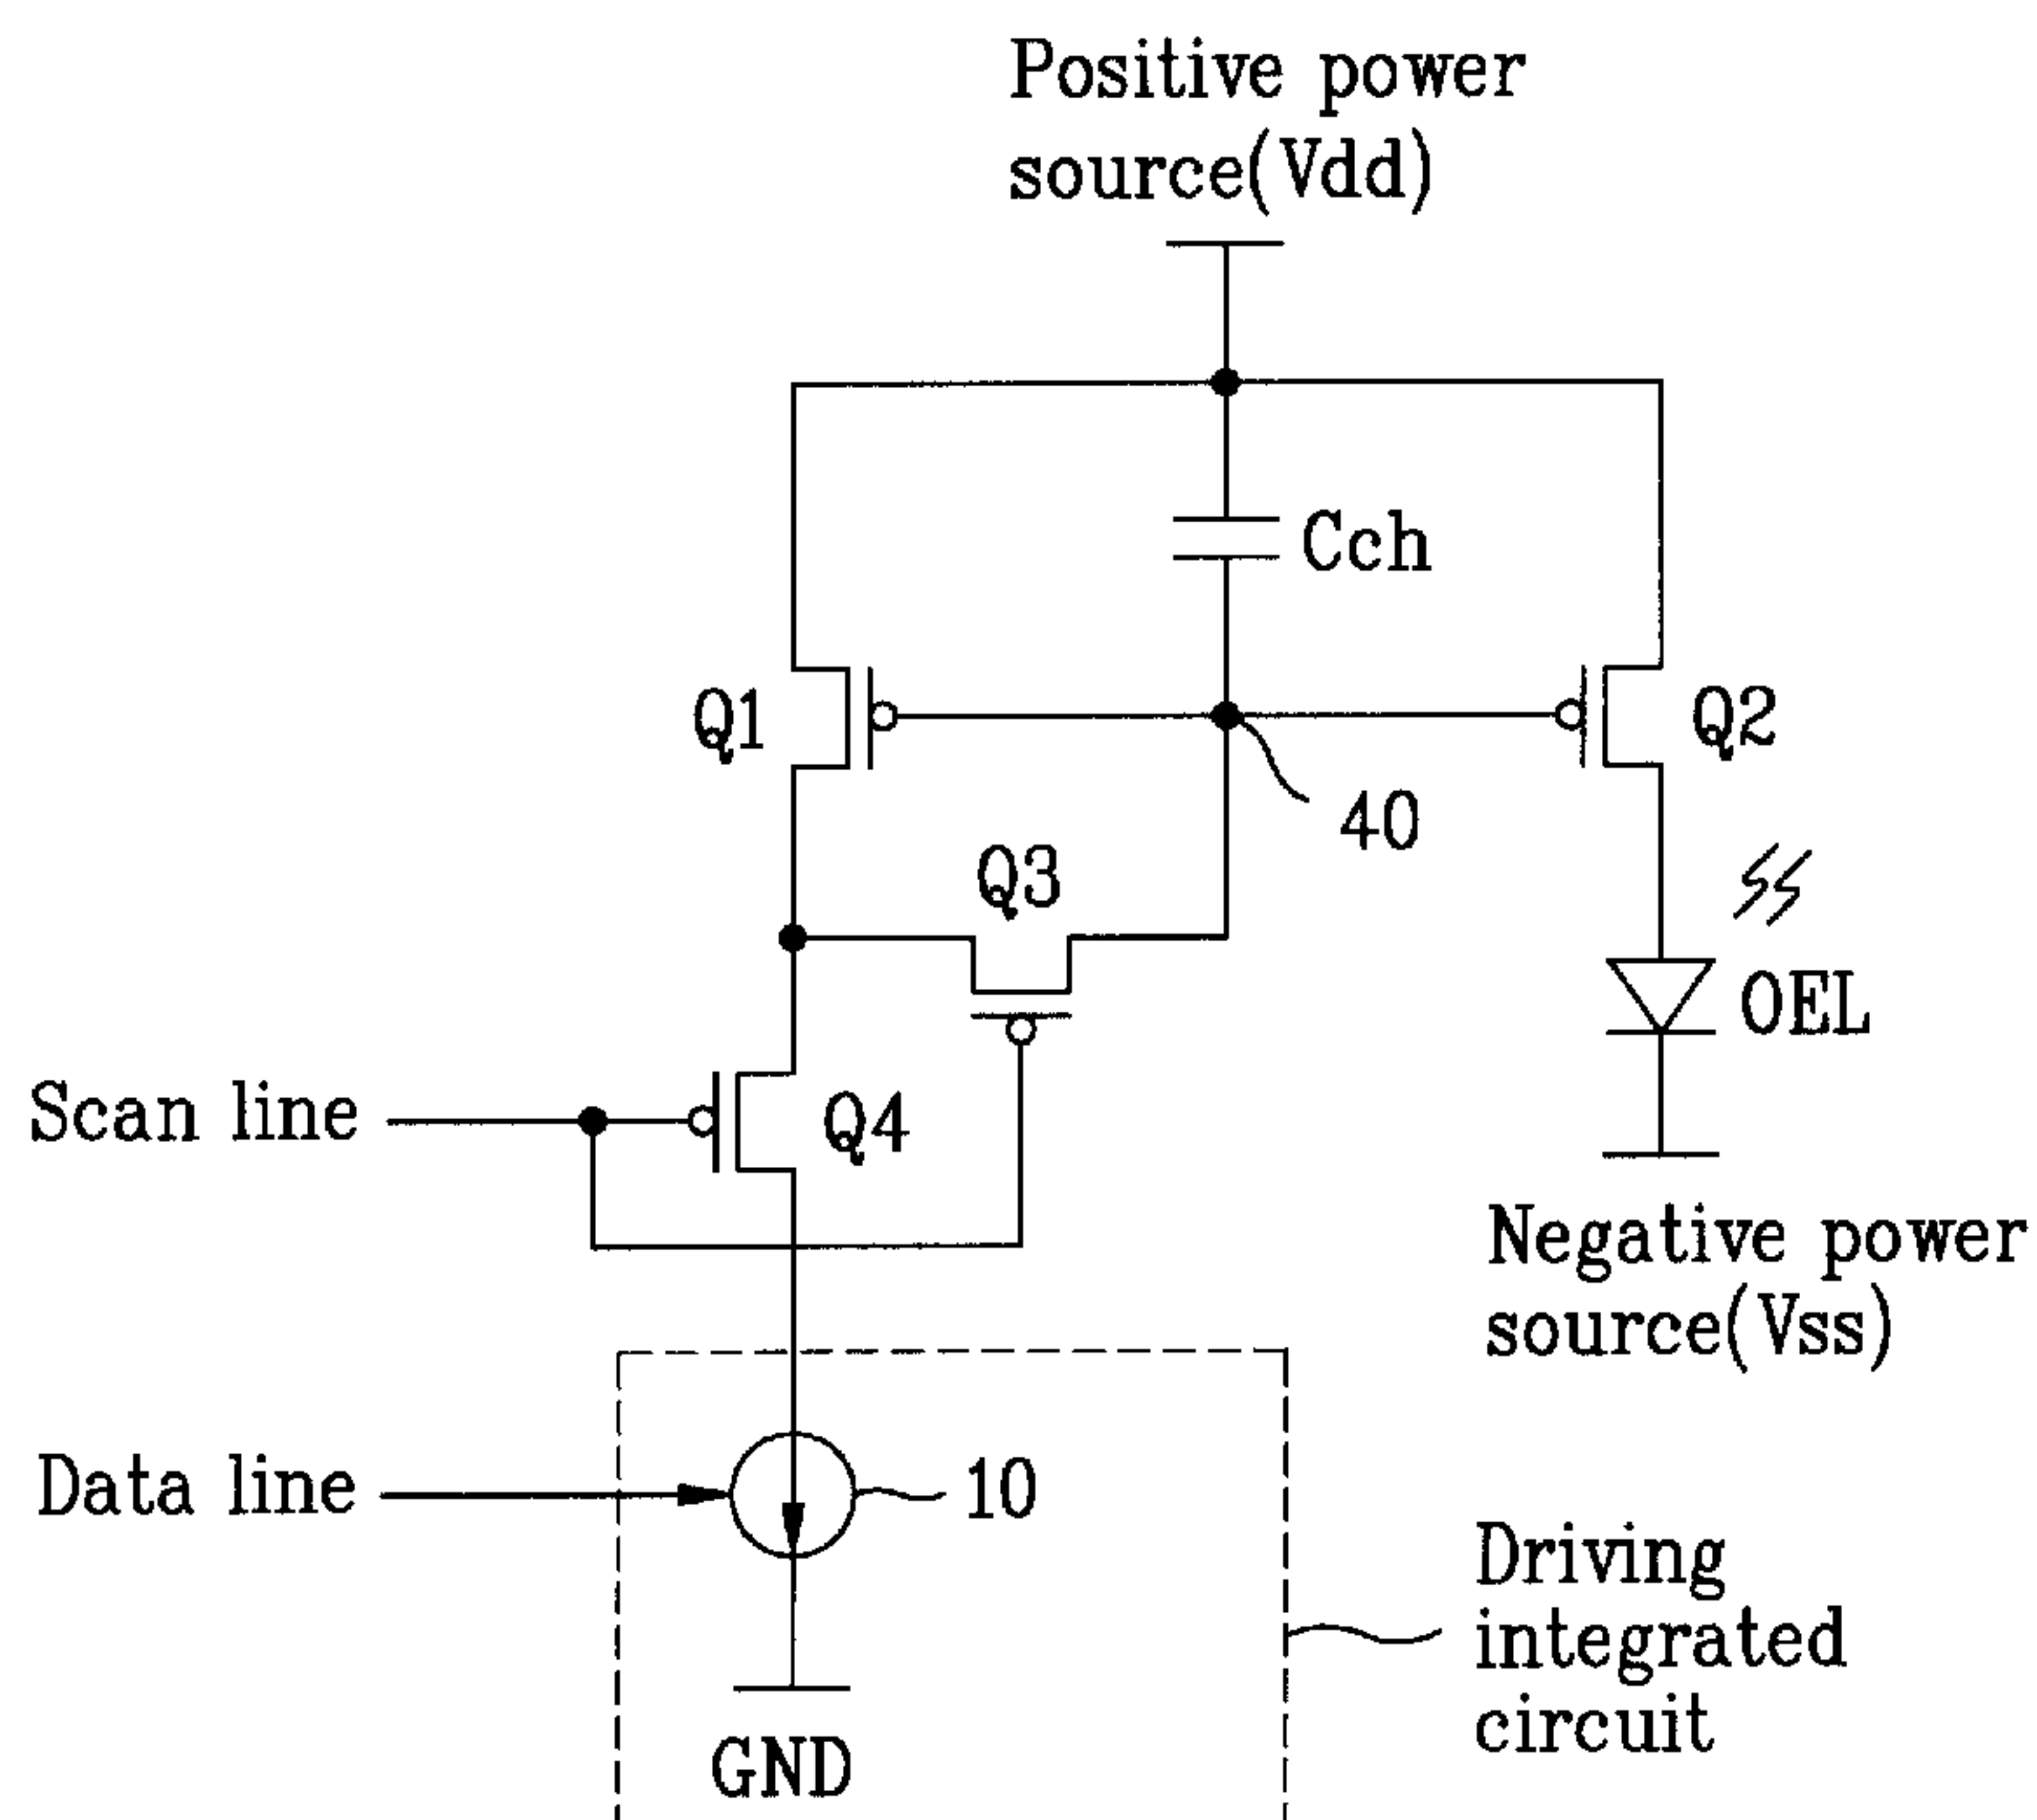 Positive power
source(Vdd)
Cch
Q1
Q2
40
Q3
OEL
Scan line
Q4
Negative power
source(Vss)
Data line
10
Driving
integrated
circuit
GND